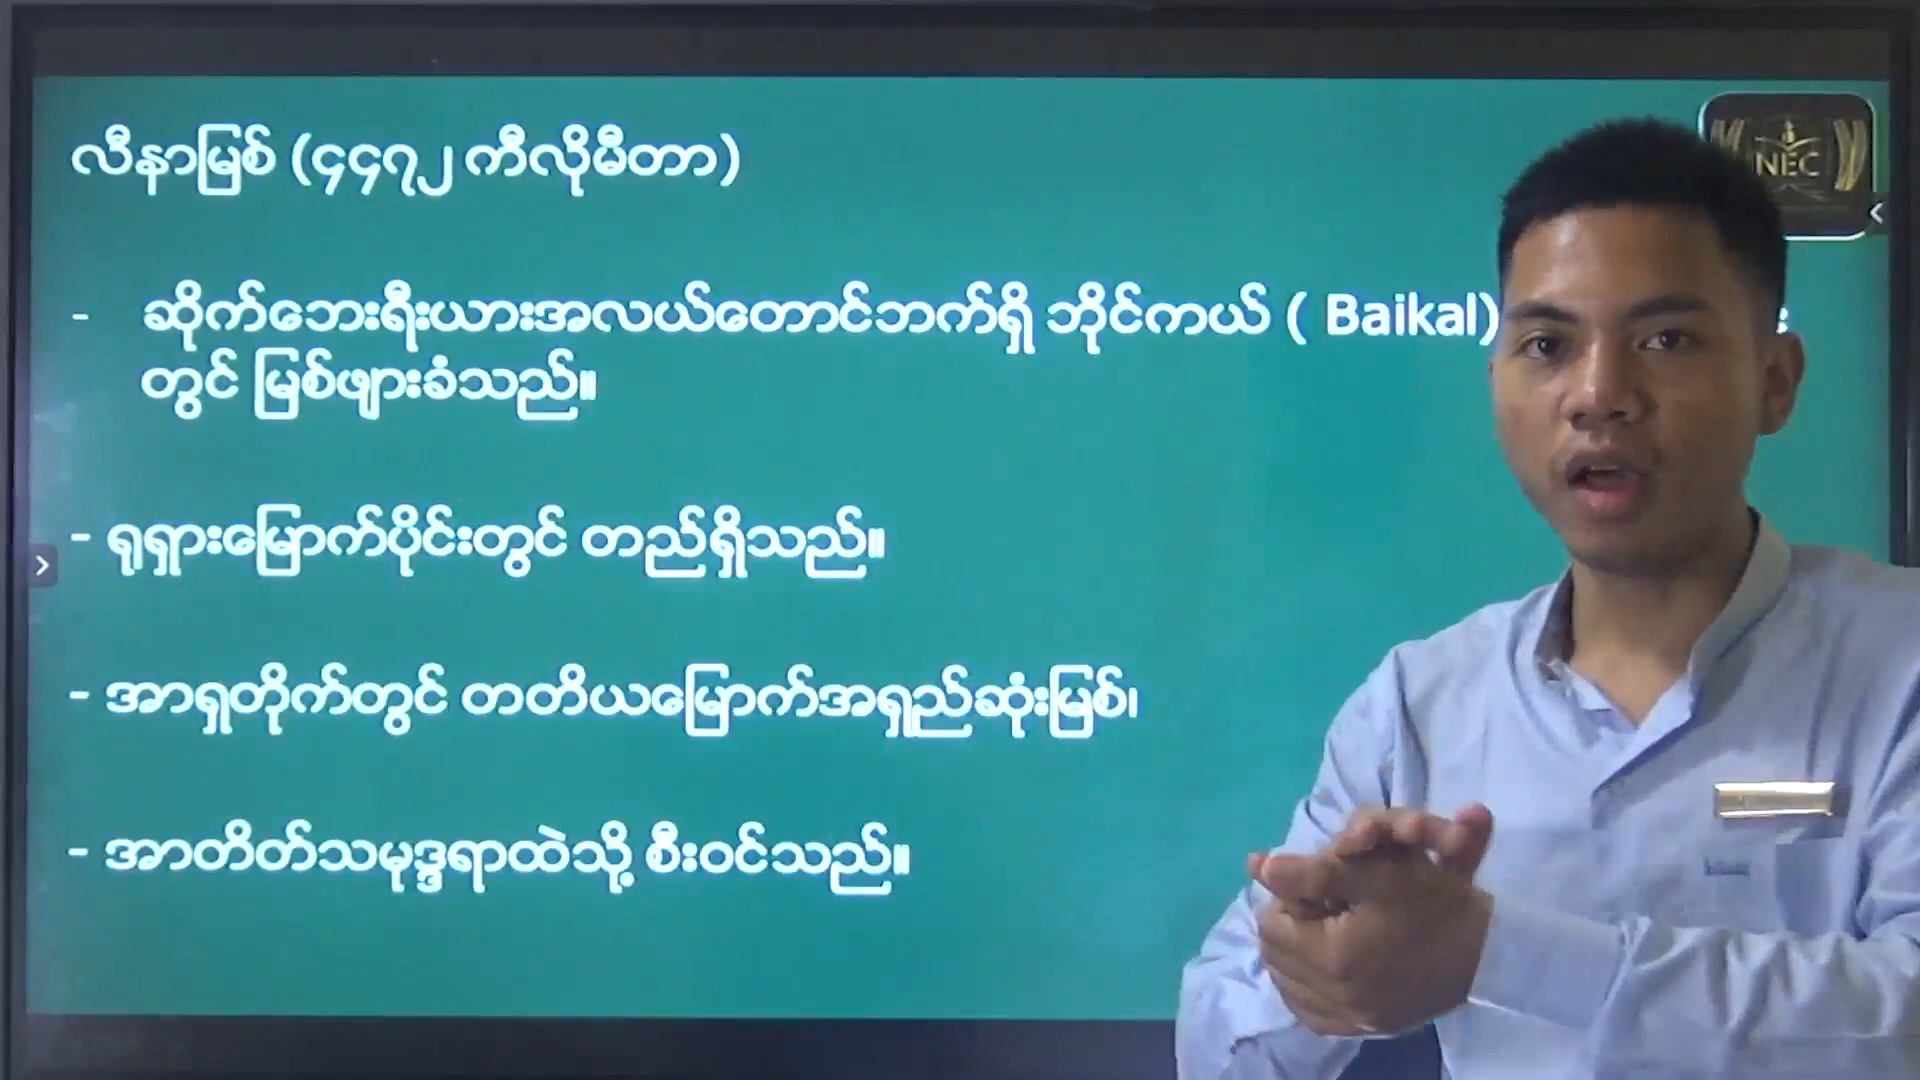 လီနာမြစ် (၄၄၇၂ ကီလိုမီတာ)
NEC
- ဆိုက်ဘေးရီးယားအလယ်တောင်ဘက်ရှိ ဘိုင်ကယ် ( Baikal)
တွင် မြစ်ဖျားခံသည်။
- ရုရှားမြောက်ပိုင်းတွင် တည်ရှိသည်။
- အာရှတိုက်တွင် တတိယမြောက်အရှည်ဆုံးမြစ်၊
- အာတိတ်သမုဒ္ဒရာထဲသို့ စီးဝင်သည်။